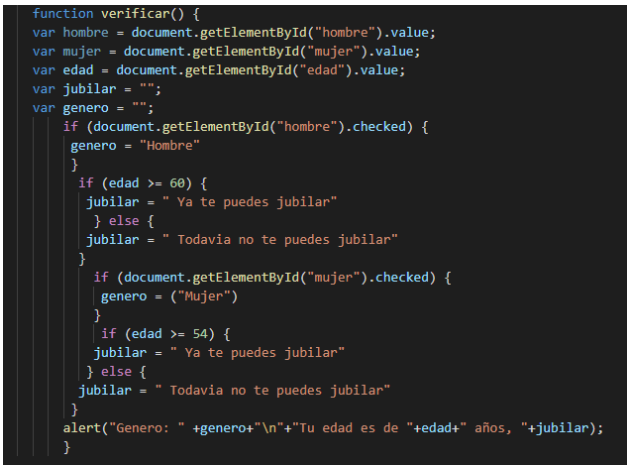 function verificar() {
var hombre = document.getElementById("hombre").value;
var mujer = document.getElementById("mujer").value;
var edad = document.getElementById("edad").value;
var jubilar = "";
var genero = "";
if (document.getElementById("hombre").checked) {
genero = "Hombre"
}
if (edad >= 60) {
jubilar = " Ya te puedes jubilar"
} else {
jubilar = " Todavia no te puedes jubilar"
}
if (document.getElementById("mujer").checked) {
genero = ("Mujer")
}
if (edad >= 54) {
jubilar = " Ya te puedes jubilar"
} else {
jubilar = " Todavia no te puedes jubilar"
}
alert("Genero: " +genero+"\n"+"Tu edad es de "+edad+" años, "+jubilar);
}